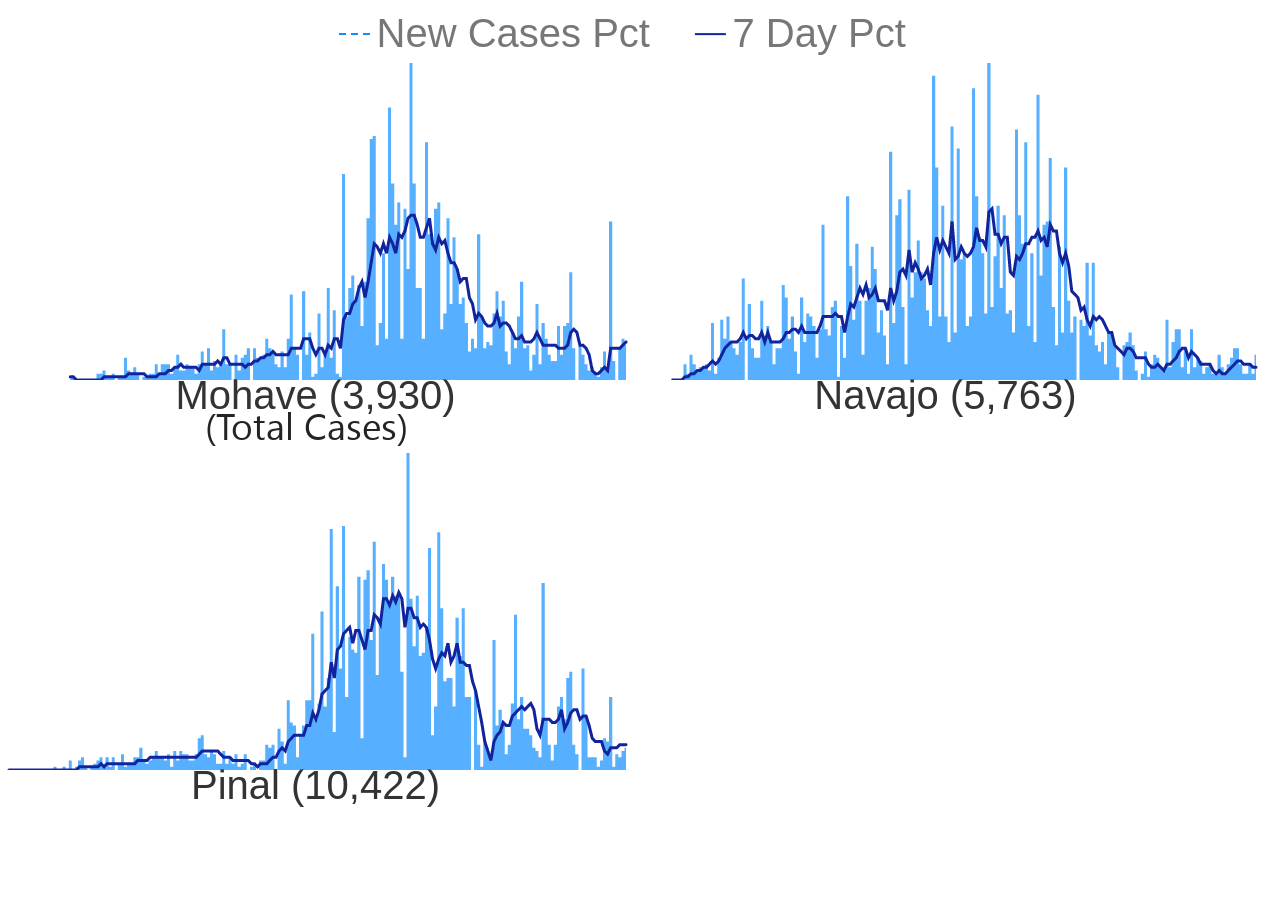 New Cases Pct 7 Day Pct
Mohave (3,930)
(Total Cases)
Navajo (5,763)
Pinal (10,422)